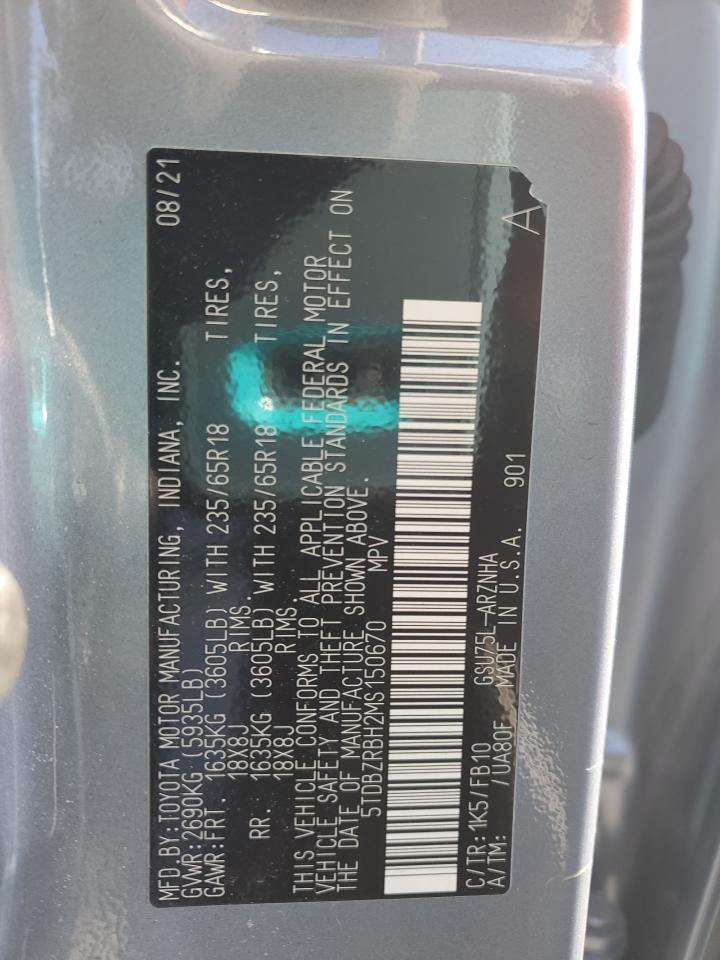 MFD.BY:TOYOTA MOTOR MANUFACTURING, INDIANA, INC. 08/21
GVWR:2690KG (5935LB)
GAWR:FRT. 1635KG (3605LB) WITH 235/65R18 TIRES,
18X8J RIMS.
RR. 1635KG (3605LB) WITH 235/65R18 TIRES,
18X8J RIMS.
THIS VEHICLE CONFORMS TO ALL APPLICABLE FEDERAL MOTOR
VEHICLE SAFETY AND THEFT PREVENTION STANDARDS IN EFFECT ON
THE DATE OF MANUFACTURE SHOWN ABOVE.
5TDBZRBH2MS150670 MPV
C/TR:1K5/FB10 GSU75L-ARZNHA
A/TM: /UA80F MADE IN U.S.A. 901 A